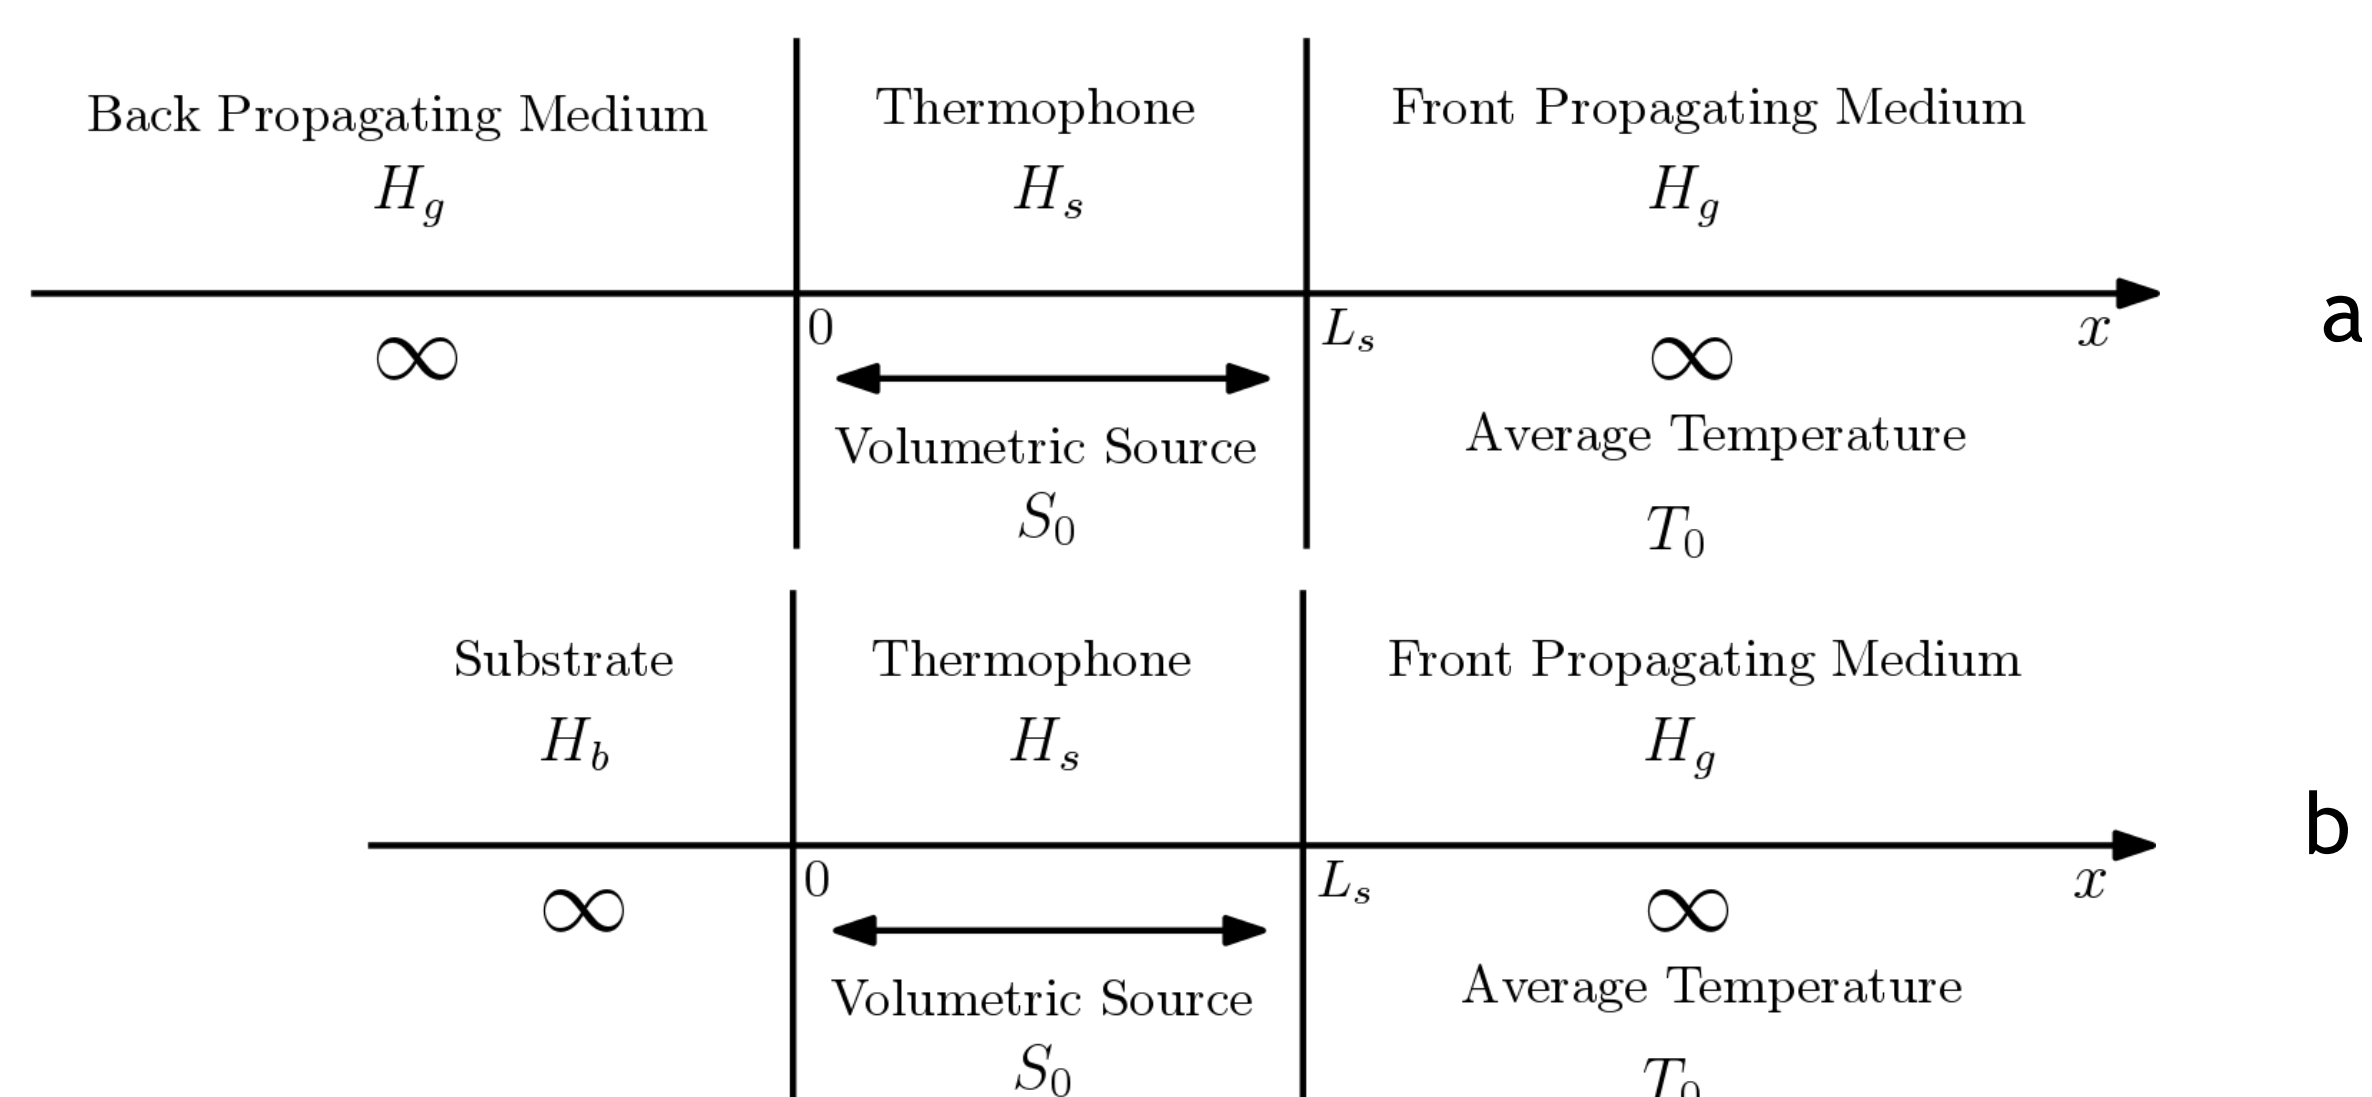 Back Propagating Medium Thermophone Front Propagating Medium
H_g H_s H_g
0 L_s x a
∞ ∞
Volumetric Source Average Temperature
S_0 T_0
Substrate Thermophone Front Propagating Medium
H_b H_s H_g
b
0 L_s x
∞ ∞
Volumetric Source Average Temperature
S_0 T_0